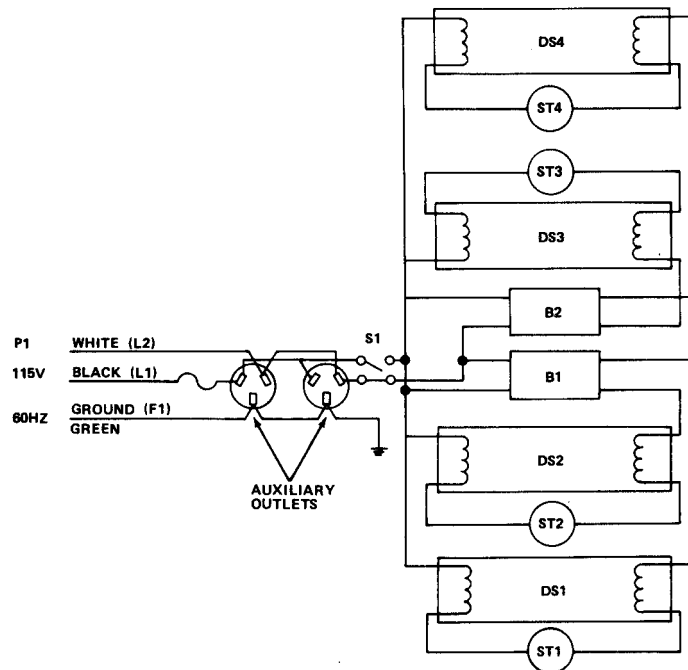 DS4
ST4
ST3
DS3
B2
S1
P1 WHITE (L2)
115V BLACK (L1)
B1
60HZ GROUND (F1)
GREEN
DS2
AUXILIARY
OUTLETS
ST2
DS1
ST1